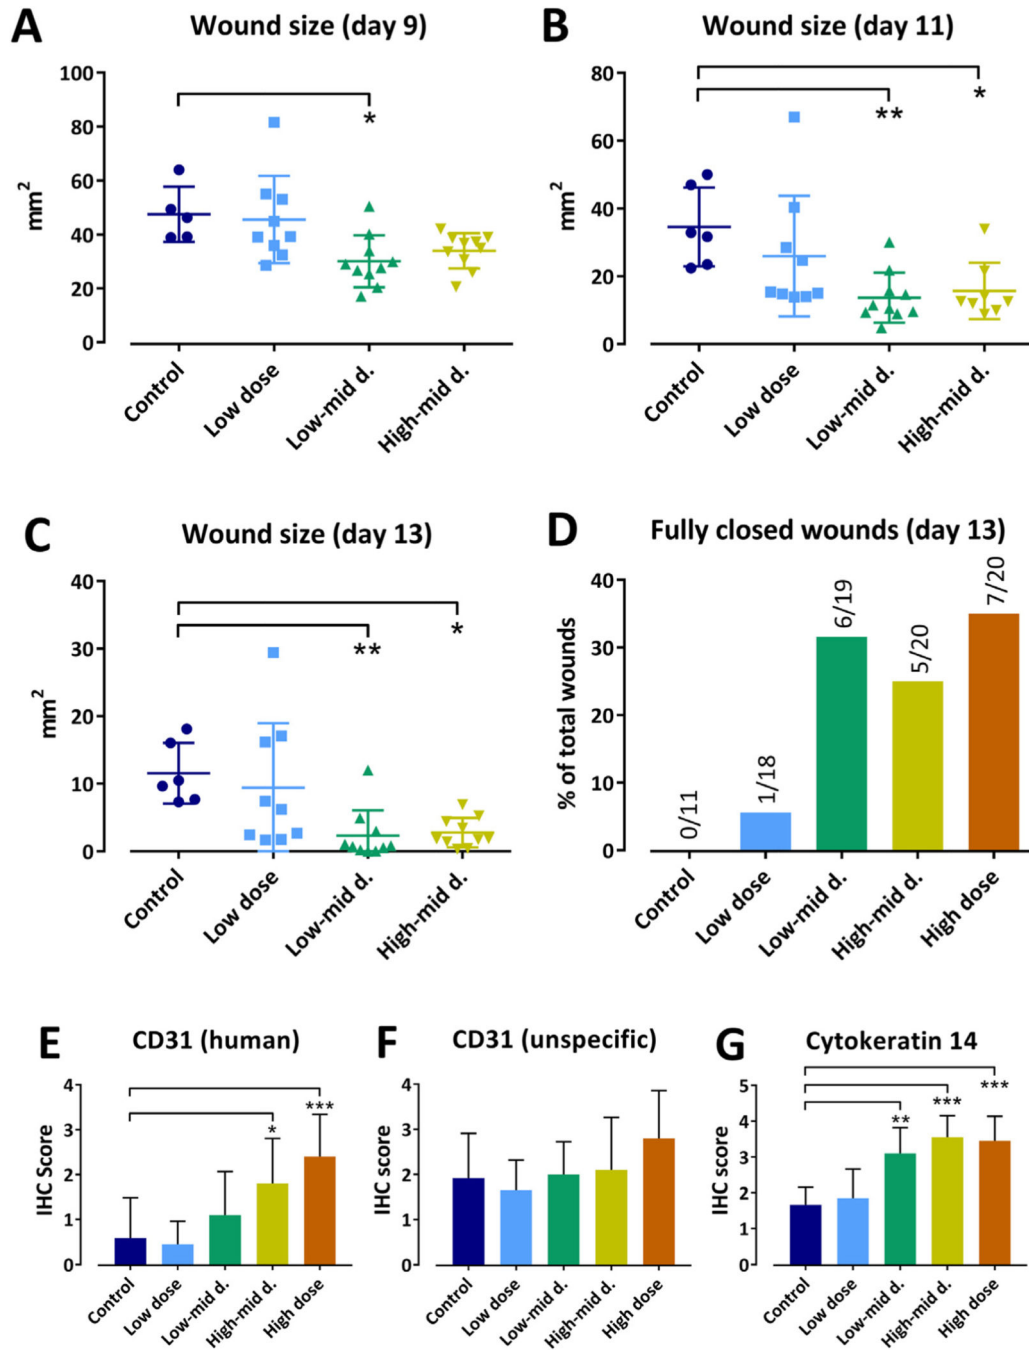 A
Wound size (day 9)
mm2
100
80
60
40
20
0
*
Control
Low dose
Low-mid d.
High-mid d.
B
Wound size (day 11)
mm2
80
60
40
20
0
**
*
Control
Low dose
Low-mid d.
High-mid d.
C
Wound size (day 13)
mm2
40
30
20
10
0
**
*
Control
Low dose
Low-mid d.
High-mid d.
D
Fully closed wounds (day 13)
% of total wounds
40
30
20
10
0
0/11
1/18
6/19
5/20
7/20
Control
Low dose
Low-mid d.
High-mid d.
High dose
E
CD31 (human)
IHC Score
4
3
2
1
0
*
***
Control
Low dose
Low-mid d.
High-mid d.
High dose
F
CD31 (unspecific)
IHC score
4
3
2
1
0
Control
Low dose
Low-mid d.
High-mid d.
High dose
G
Cytokeratin 14
IHC score
5
4
3
2
1
0
**
***
***
Control
Low dose
Low-mid d.
High-mid d.
High dose